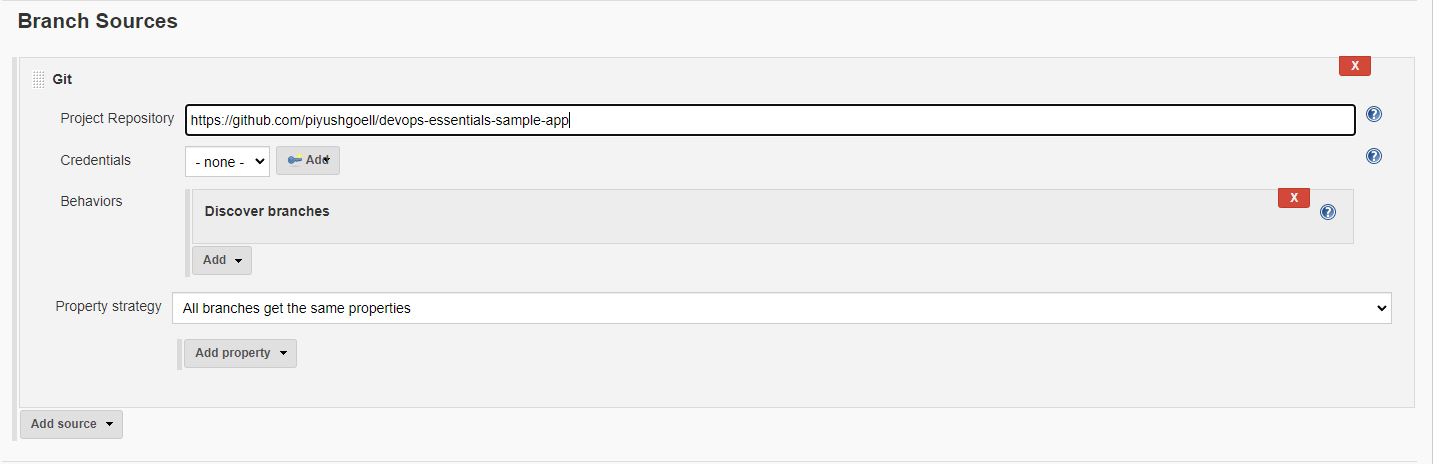 Branch Sources
X
Git
Project Repository https://github.com/piyushgoell/devops-essentials-sample-app ?
Credentials - none - Add ?
Behaviors
Discover branches X ?
Add
Property strategy All branches get the same properties
Add property
Add source